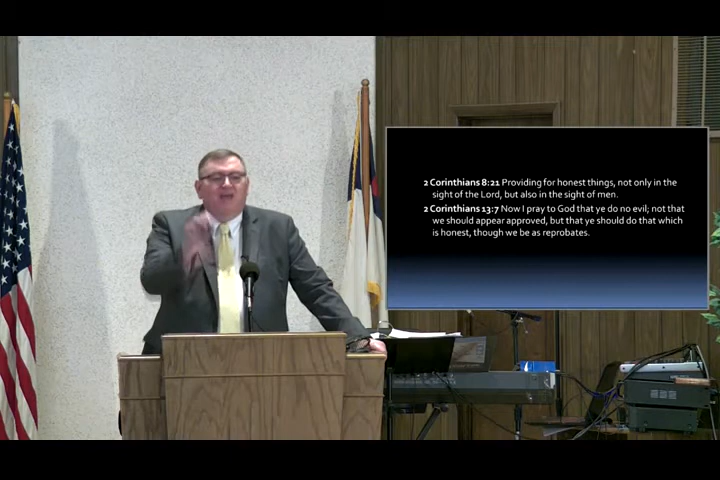 2 Corinthians 8:21 Providing for honest things, not only in the
sight of the Lord, but also in the sight of men.
2 Corinthians 13:7 Now I pray to God that ye do no evil; not that
we should appear approved, but that ye should do that which
is honest, though we be as reprobates.